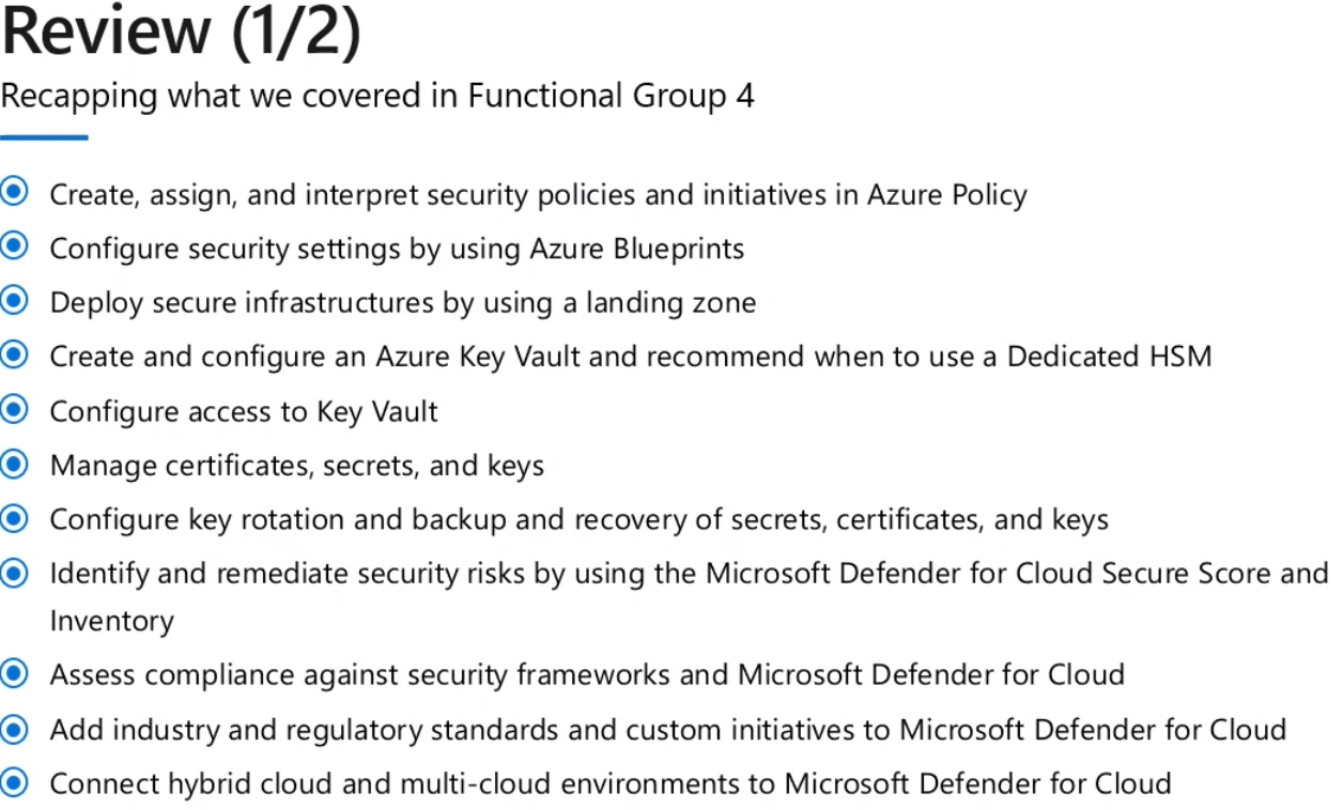 Review (1/2)
Recapping what we covered in Functional Group 4
Create, assign, and interpret security policies and initiatives in Azure Policy
Configure security settings by using Azure Blueprints
Deploy secure infrastructures by using a landing zone
Create and configure an Azure Key Vault and recommend when to use a Dedicated HSM
Configure access to Key Vault
Manage certificates, secrets, and keys
Configure key rotation and backup and recovery of secrets, certificates, and keys
Identify and remediate security risks by using the Microsoft Defender for Cloud Secure Score and
Inventory
Assess compliance against security frameworks and Microsoft Defender for Cloud
Add industry and regulatory standards and custom initiatives to Microsoft Defender for Cloud
Connect hybrid cloud and multi-cloud environments to Microsoft Defender for Cloud